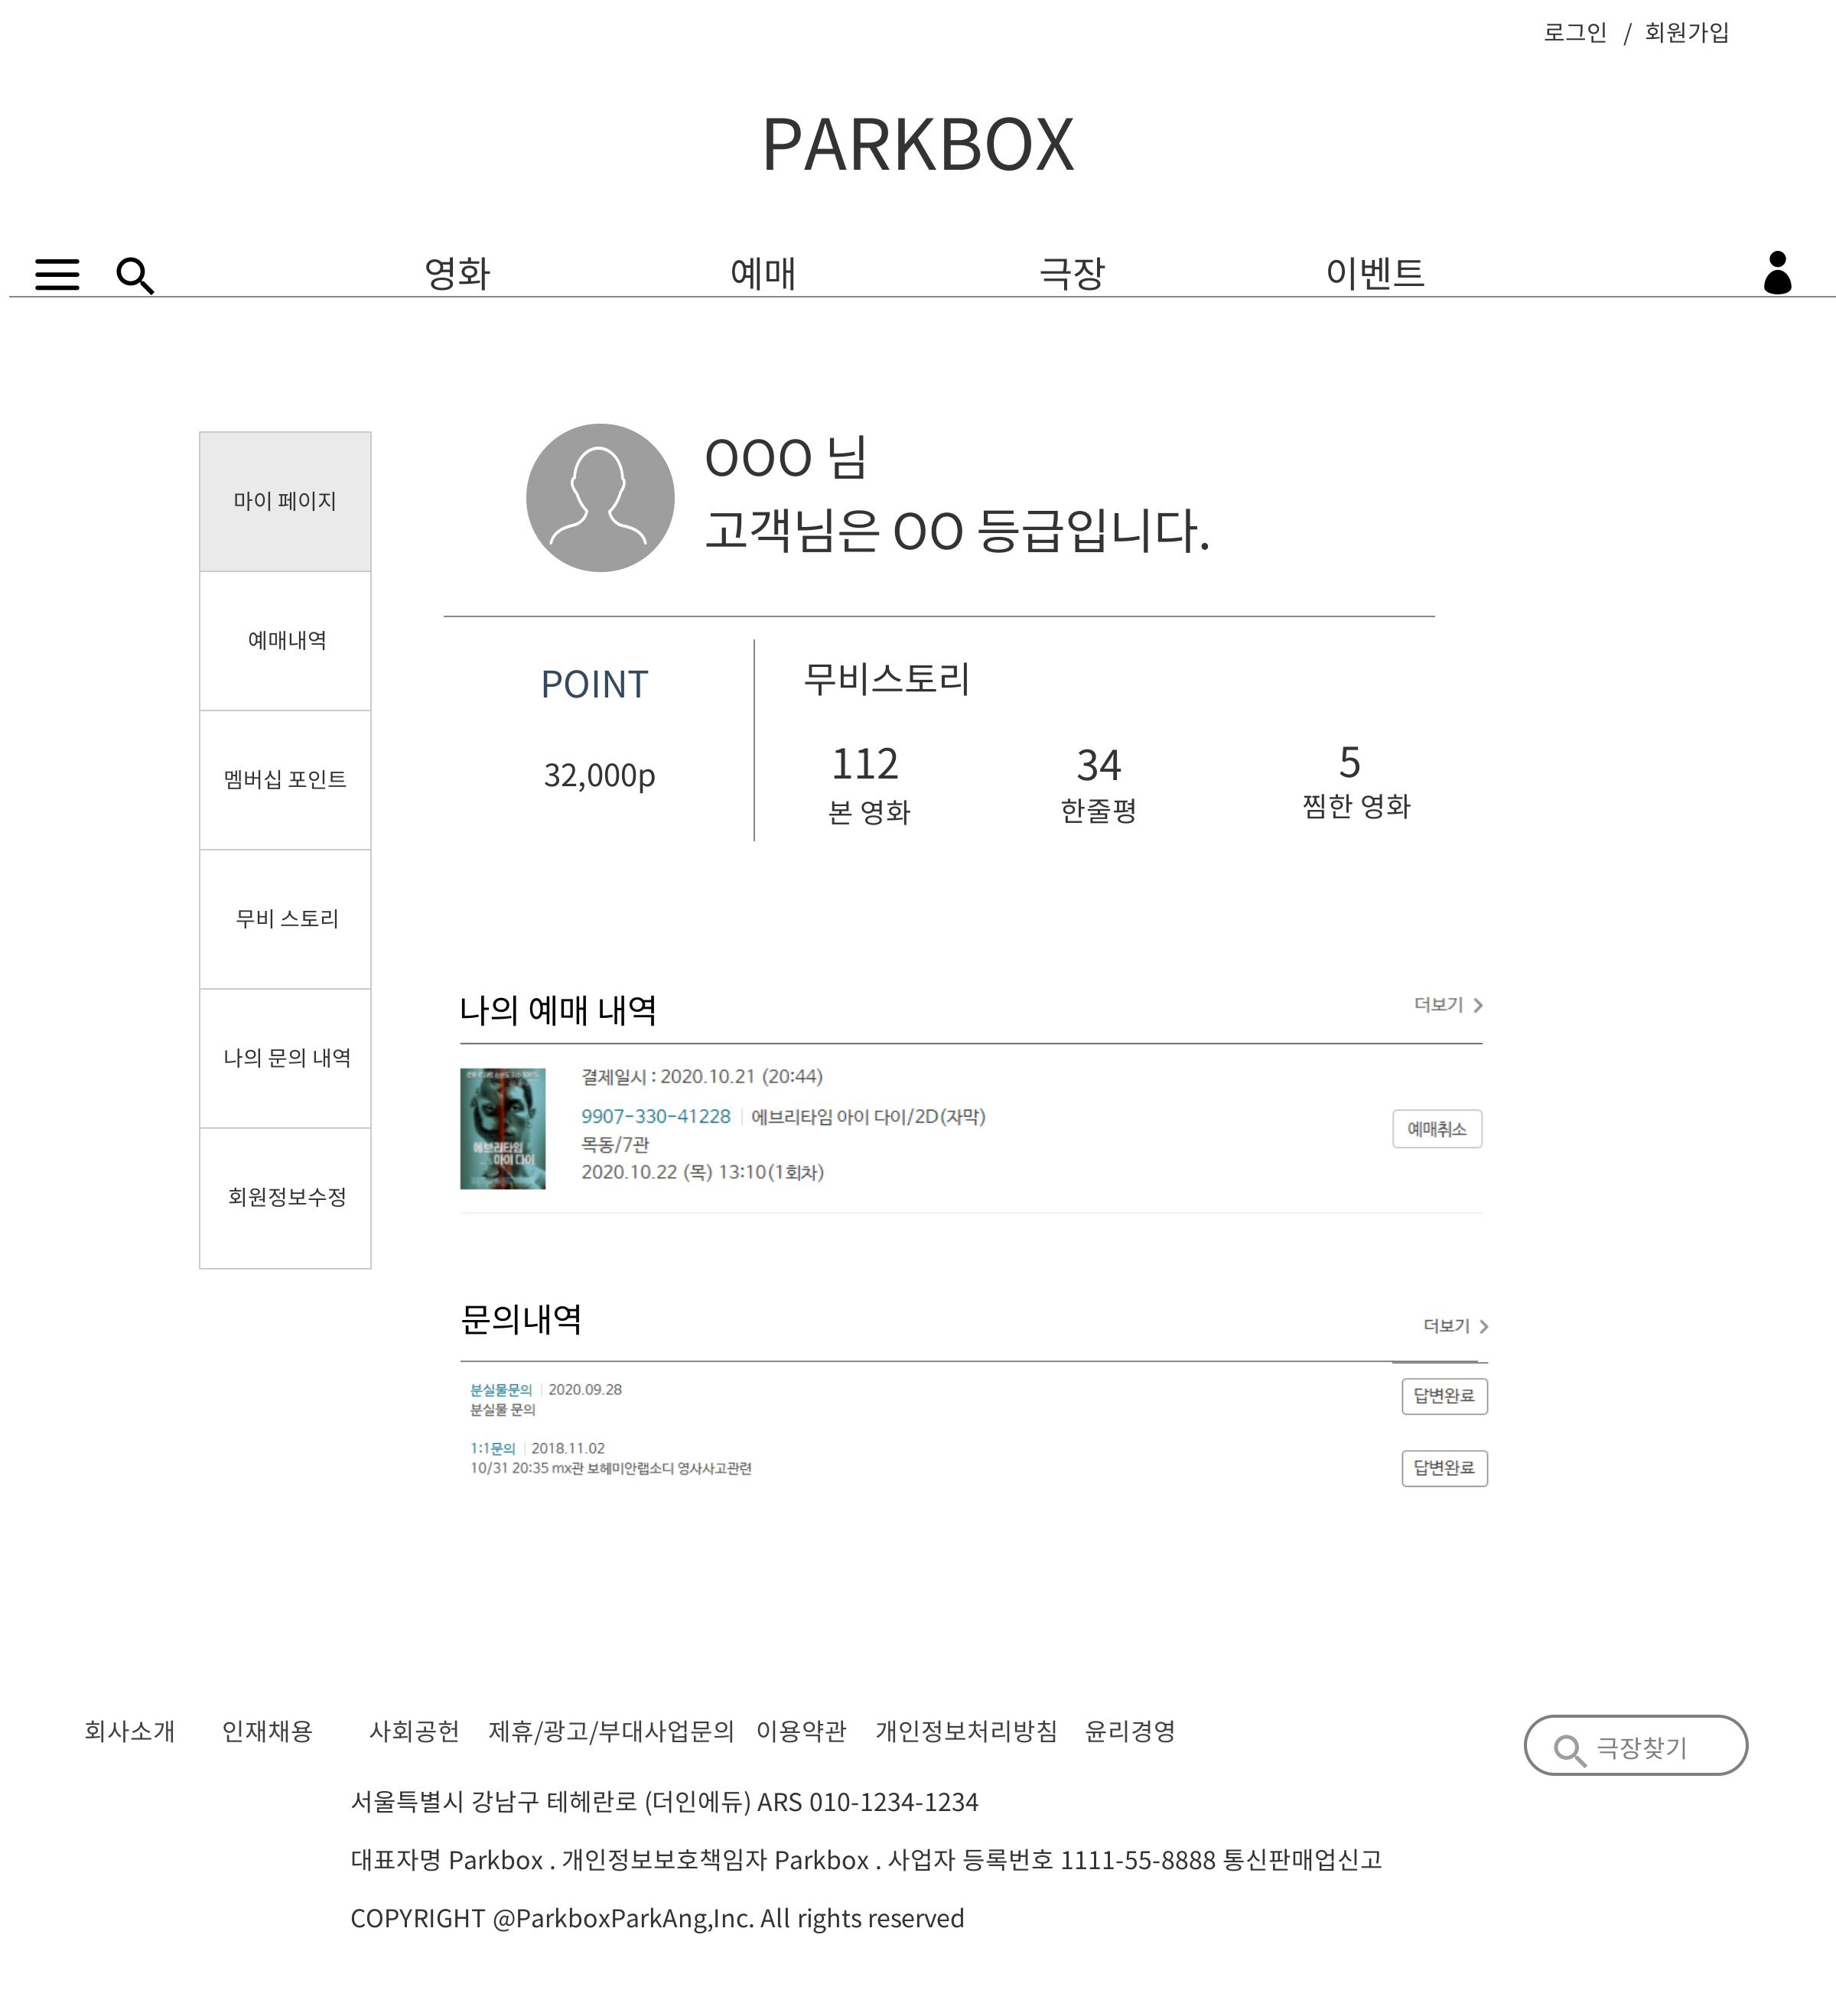 로그인 / 회원가입
PARKBOX
영화 예매 극장 이벤트
마이 페이지
예매내역
멤버십 포인트
무비 스토리
나의 문의 내역
회원정보수정
OOO 님
고객님은 OO 등급입니다.
POINT
32,000p
무비스토리
112 34 5
본 영화 한줄평 찜한 영화
나의 예매 내역 더보기
에브리타임
아이 다이
결제일시 : 2020.10.21 (20:44)
9907-330-41228 에브리타임 아이 다이/2D(자막)
목동/7관
2020.10.22 (목) 13:10(1회차)
예매취소
문의내역 더보기
분실물문의 2020.09.28
분실물 문의
답변완료
1:1문의 2018.11.02
10/31 20:35 mx관 보헤미안랩소디 영사사고관련
답변완료
회사소개 인재채용 사회공헌 제휴/광고/부대사업문의 이용약관 개인정보처리방침 윤리경영
극장찾기
서울특별시 강남구 테헤란로 (더인에듀) ARS 010-1234-1234
대표자명 Parkbox . 개인정보보호책임자 Parkbox . 사업자 등록번호 1111-55-8888 통신판매업신고
COPYRIGHT @ParkboxParkAng,Inc. All rights reserved